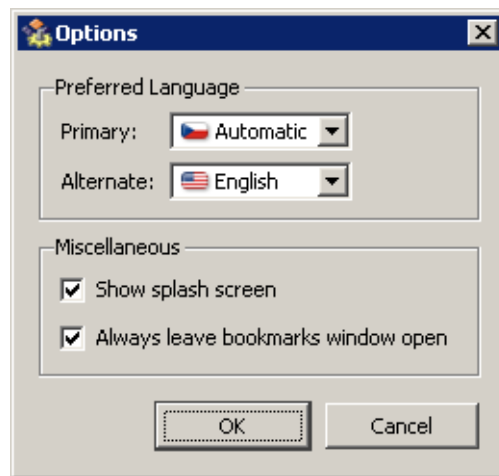 Options
Preferred Language
Primary: Automatic
Alternate: English
Miscellaneous
Show splash screen
Always leave bookmarks window open
OK Cancel